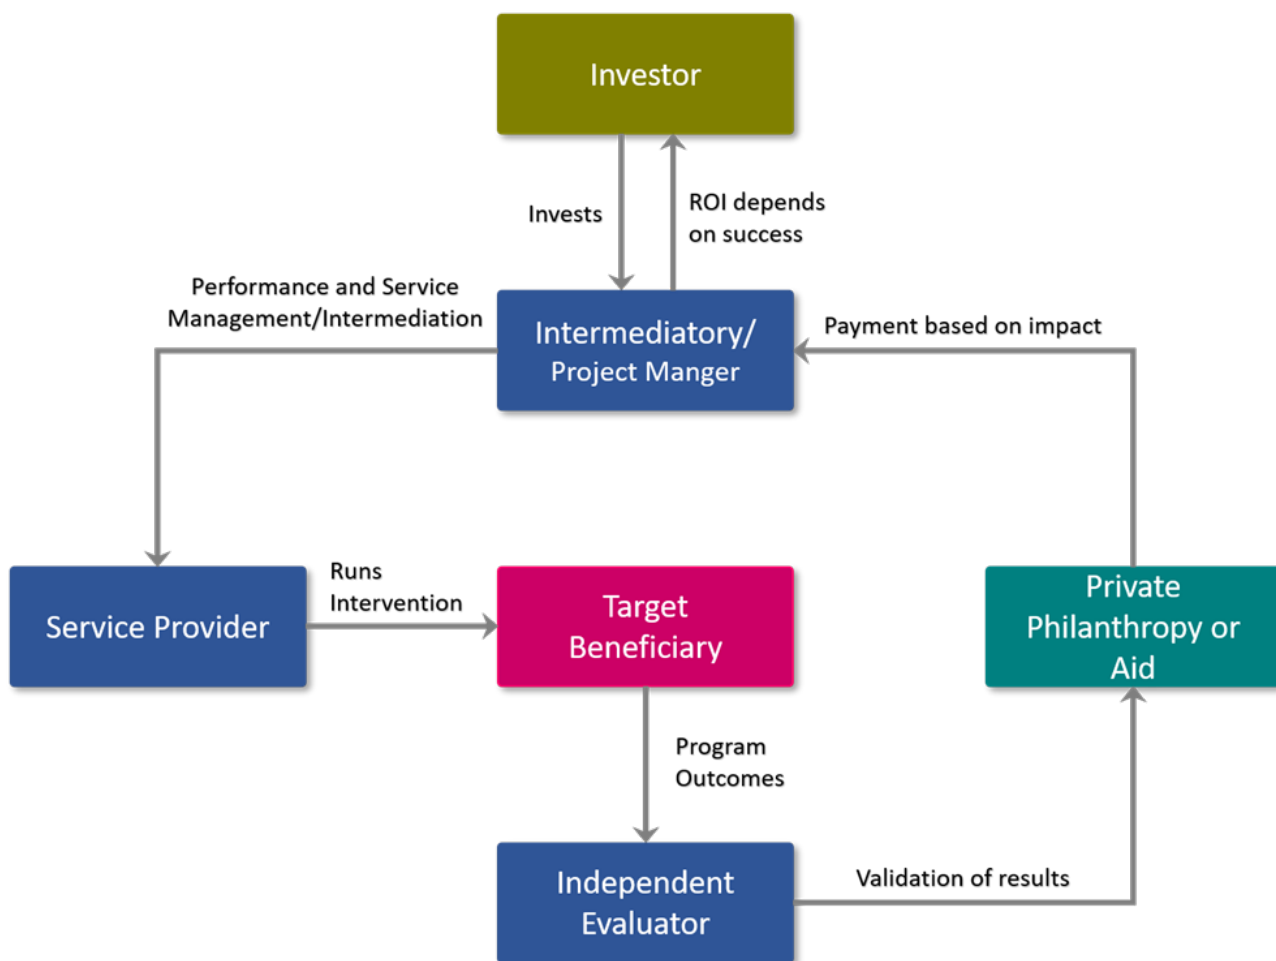 Investor
Invests
ROI depends
on success
Performance and Service
Management/Intermediation
Intermediatory/
Project Manger
Payment based on impact
Service Provider
Runs
Intervention
Target
Beneficiary
Private
Philanthropy or
Aid
Program
Outcomes
Independent
Evaluator
Validation of results